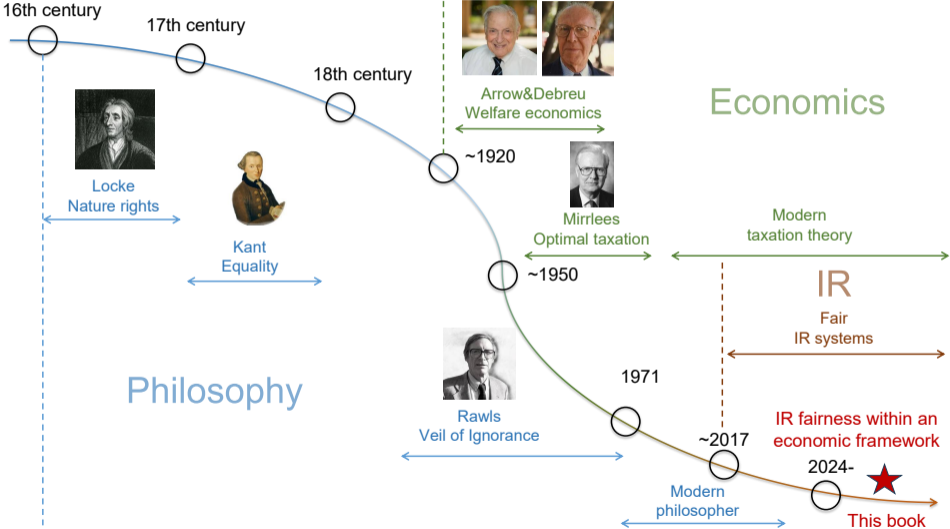 16th century
17th century
18th century
Arrow&Debreu
Welfare economics
Economics
~1920
Locke
Nature rights
Kant
Equality
Mirrlees
Optimal taxation
Modern
taxation theory
~1950
IR
Fair
IR systems
Philosophy
1971
Rawls
Veil of Ignorance
IR fairness within an
economic framework
~2017
2024-
Modern
philosopher
This book